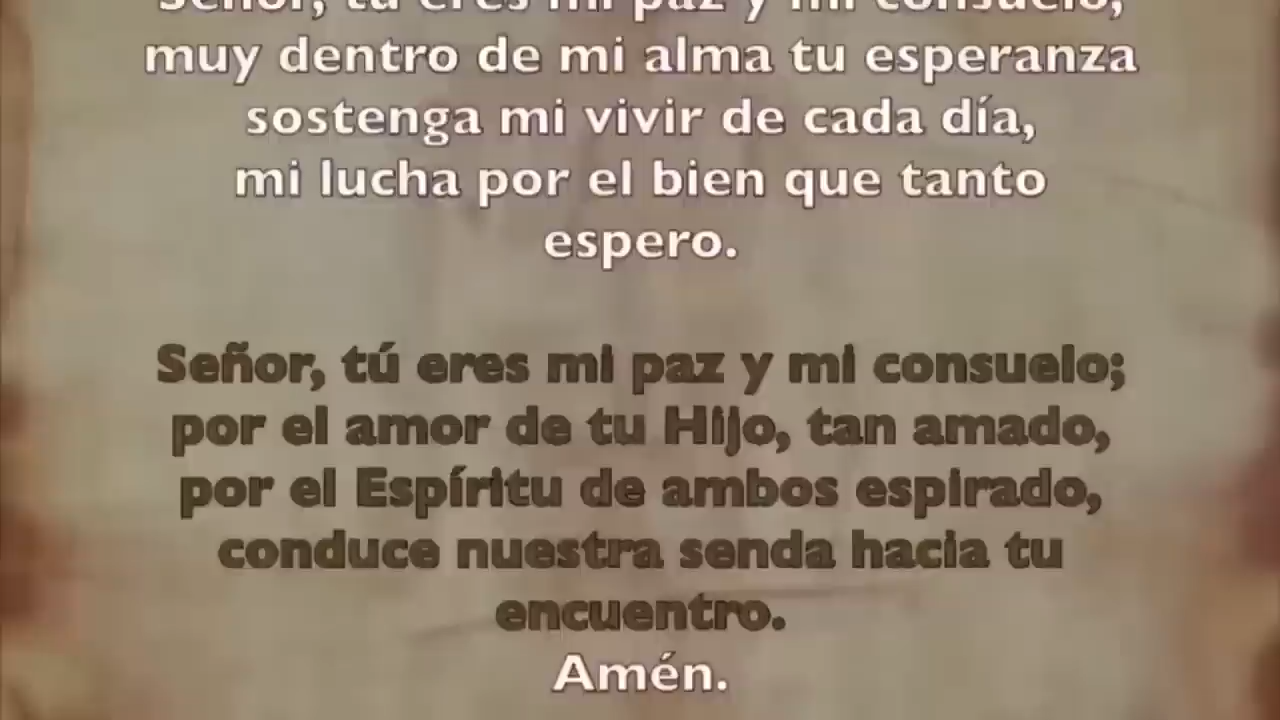 Señor, tú eres mi paz y mi consuelo,
muy dentro de mi alma tu esperanza
sostenga mi vivir de cada día,
mi lucha por el bien que tanto
espero.
Señor, tú eres mi paz y mi consuelo;
por el amor de tu Hijo, tan amado,
por el Espíritu de ambos espirado,
conduce nuestra senda hacia tu
encuentro.
Amén.